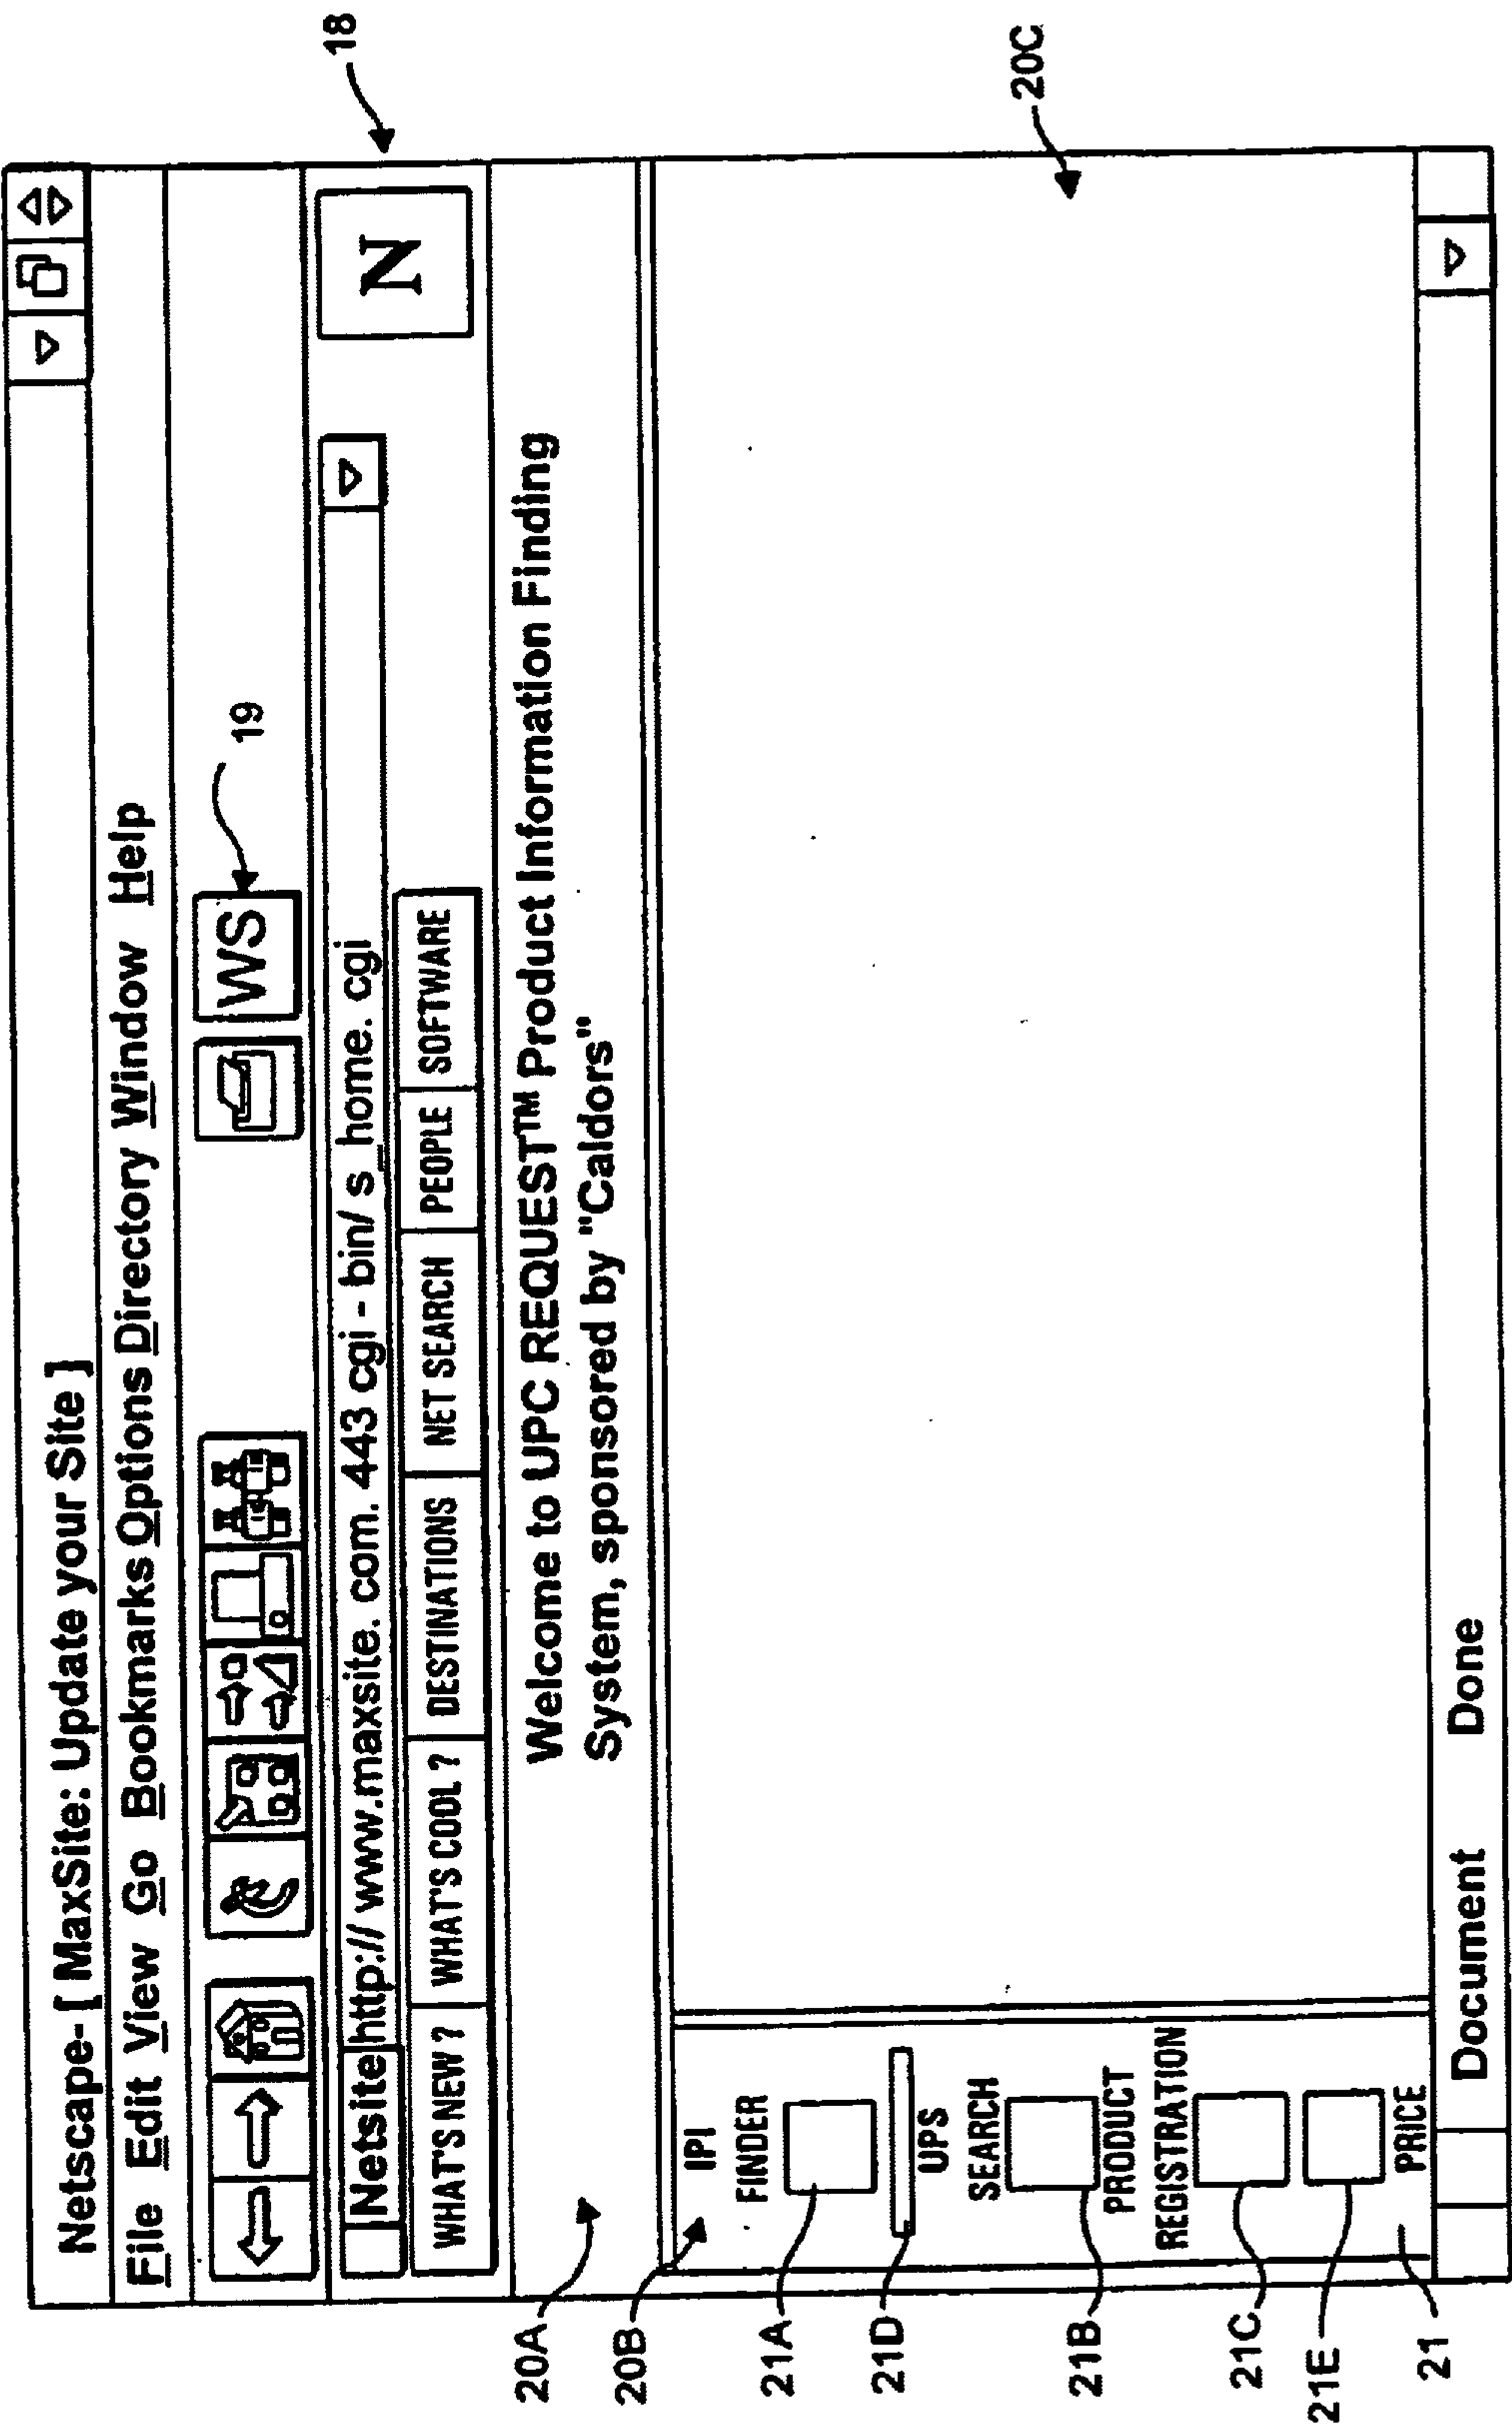 Netscape- [ MaxSite: Update your Site ]
File Edit View Go Bookmarks Options Directory Window Help
WS
19
18
Netsite http:// www.maxsite. com. 443 cgi - bin/ s_home. cgi
N
WHAT'S NEW ? WHAT'S COOL ? DESTINATIONS NET SEARCH PEOPLE SOFTWARE
20A
Welcome to UPC REQUEST™ Product Information Finding
System, sponsored by "Caldors"
20B
IPI
FINDER
21A
21D
UPS
SEARCH
21B
PRODUCT
REGISTRATION
21C
21E
PRICE
21
20C
Document Done